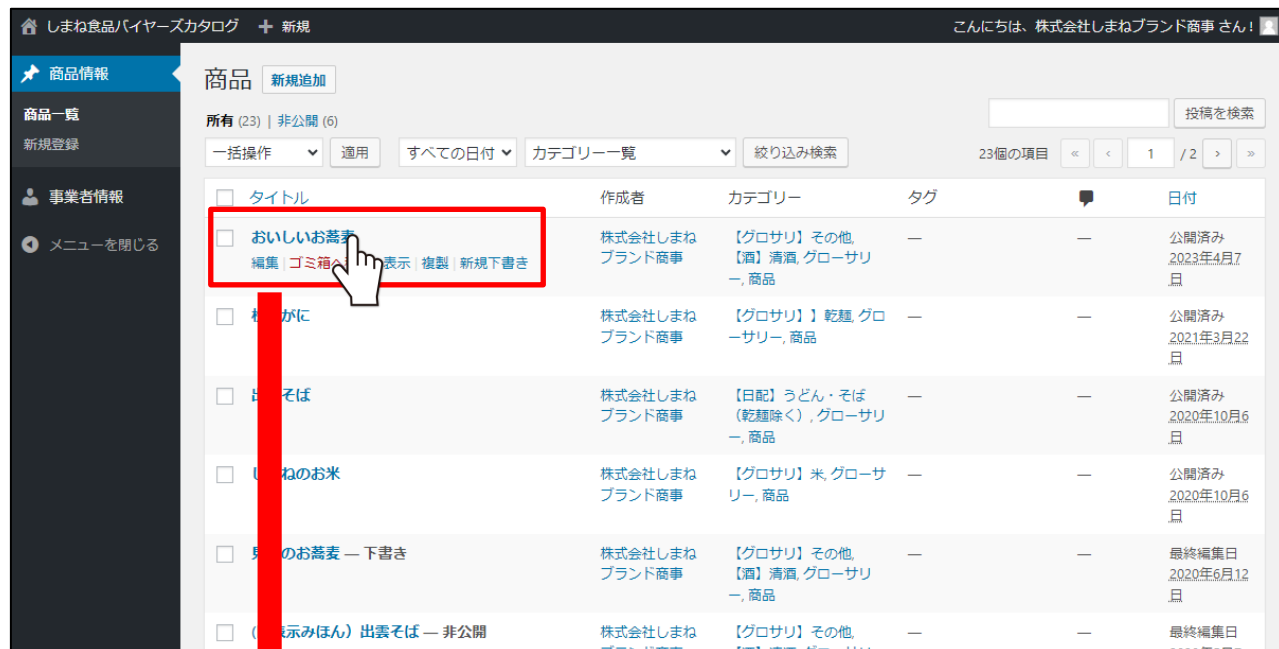 しまね食品バイヤーズカタログ 新規 こんにちは、株式会社しまねブランド商事 さん !
商品情報
商品一覧
新規登録
事業者情報
メニューを閉じる
商品 新規追加
所有 (23) | 非公開 (6)
投稿を検索
一括操作 適用 すべての日付 カテゴリー一覧 絞り込み検索 23個の項目 « ‹ 1 / 2 › »
タイトル 作成者 カテゴリー タグ 日付
おいしいお蕎麦 株式会社しまね 【グロサリ】その他, — — 公開済み
編集 | ゴミ箱へ 表示 | 複製 | 新規下書き ブランド商事 【酒】清酒, グローサリ 2023年4月7
ー, 商品 日
がに 株式会社しまね 【グロサリ】】乾麺, グロ — — 公開済み
ブランド商事 ーサリー, 商品 2021年3月22
日
そば 株式会社しまね 【日配】うどん・そば — — 公開済み
ブランド商事 （乾麺除く）, グローサリ 2020年10月6
ー, 商品 日
ねのお米 株式会社しまね 【グロサリ】米, グローサ — — 公開済み
ブランド商事 リー, 商品 2020年10月6
日
のお蕎麦 — 下書き 株式会社しまね 【グロサリ】その他, — — 最終編集日
ブランド商事 【酒】清酒, グローサリ 2020年6月12
ー, 商品 日
示みほん）出雲そば — 非公開 株式会社しまね 【グロサリ】その他, — — 最終編集日